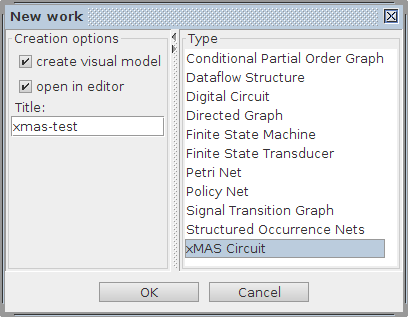 New work
Creation options
create visual model
open in editor
Title:
xmas-test
Type
Conditional Partial Order Graph
Dataflow Structure
Digital Circuit
Directed Graph
Finite State Machine
Finite State Transducer
Petri Net
Policy Net
Signal Transition Graph
Structured Occurrence Nets
xMAS Circuit
OK
Cancel